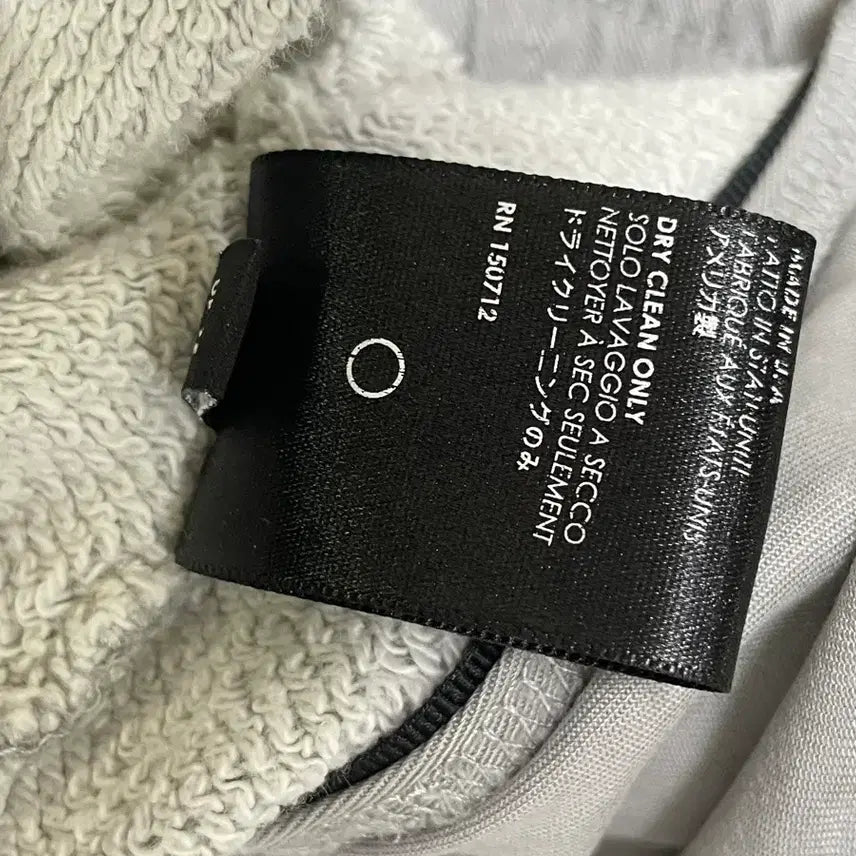 MADE IN U.S.A
FATTO IN STATI UNITI
FABRIQUÉ AUX ÉTATS-UNIS
アメリカ製
DRY CLEAN ONLY
SOLO LAVAGGIO A SECCO
NETTOYER A SEC SEULEMENT
ドライクリーニングのみ
RN 150712